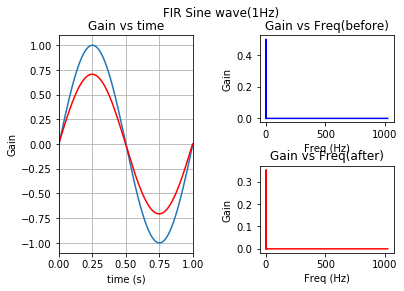 FIR Sine wave(1Hz)
Gain vs time
1.00
0.75
0.50
0.25
0.00
−0.25
−0.50
−0.75
−1.00
Gain
0.00 0.25 0.50 0.75 1.00
time (s)
Gain vs Freq(before)
0.4
0.2
0.0
Gain
0 500 1000
Freq (Hz)
Gain vs Freq(after)
0.3
0.2
0.1
0.0
Gain
0 500 1000
Freq (Hz)